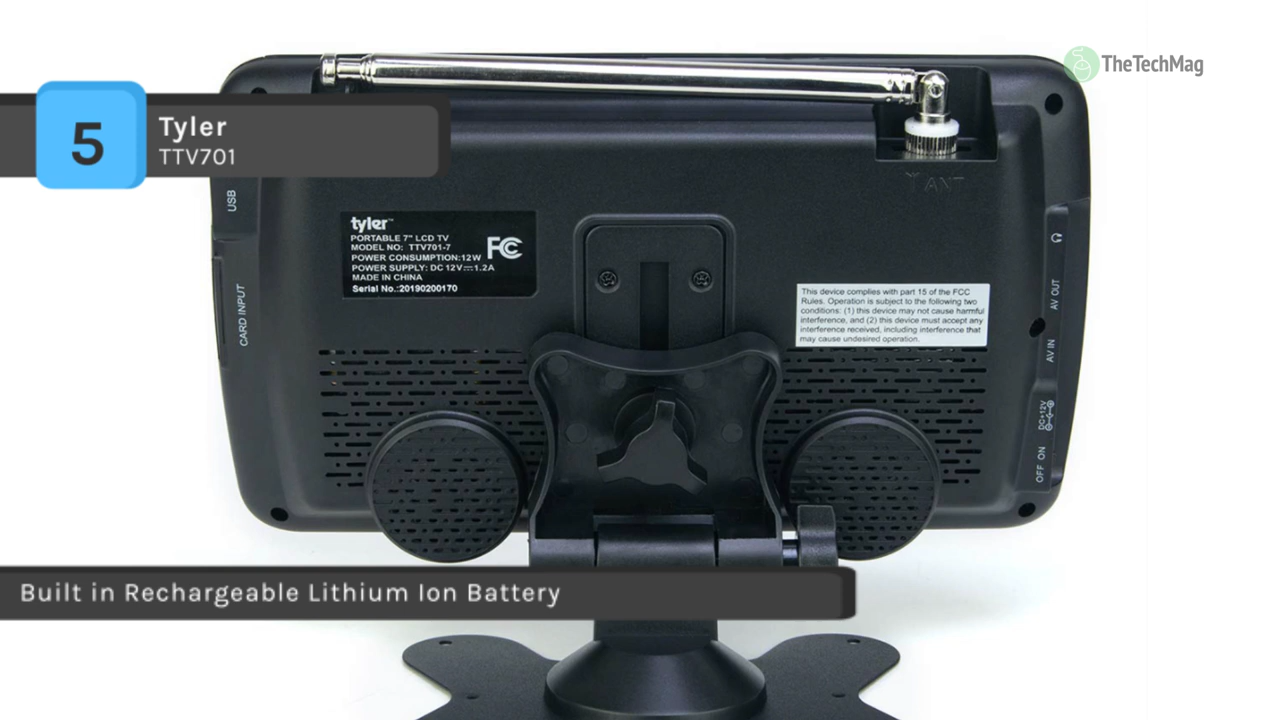 TheTechMag
5
Tyler
TTV701
ANT
USB
tyler™
PORTABLE 7" LCD TV
MODEL NO: TTV701-7
POWER CONSUMPTION:12W
POWER SUPPLY: DC 12V⎓1.2A
MADE IN CHINA
Serial No.:20190200170
FC
CARD INPUT
This device complies with part 15 of the FCC
Rules. Operation is subject to the following two
conditions: (1) this device may not cause harmful
interference, and (2) this device must accept any
interference received, including interference that
may cause undesired operation.
AV OUT
AV IN
DC+12V
OFF ON
Built in Rechargeable Lithium Ion Battery